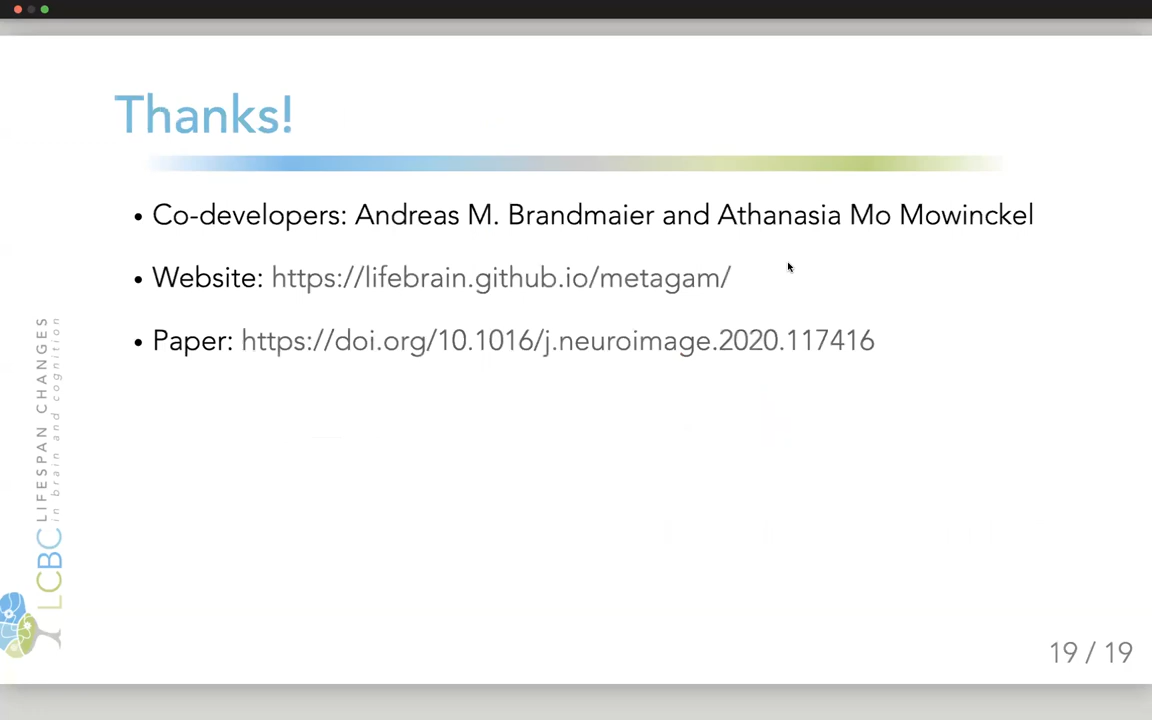 Thanks!
• Co-developers: Andreas M. Brandmaier and Athanasia Mo Mowinckel
• Website: https://lifebrain.github.io/metagam/
• Paper: https://doi.org/10.1016/j.neuroimage.2020.117416
LCBC LIFESPAN CHANGES
in brain and cognition
19 / 19